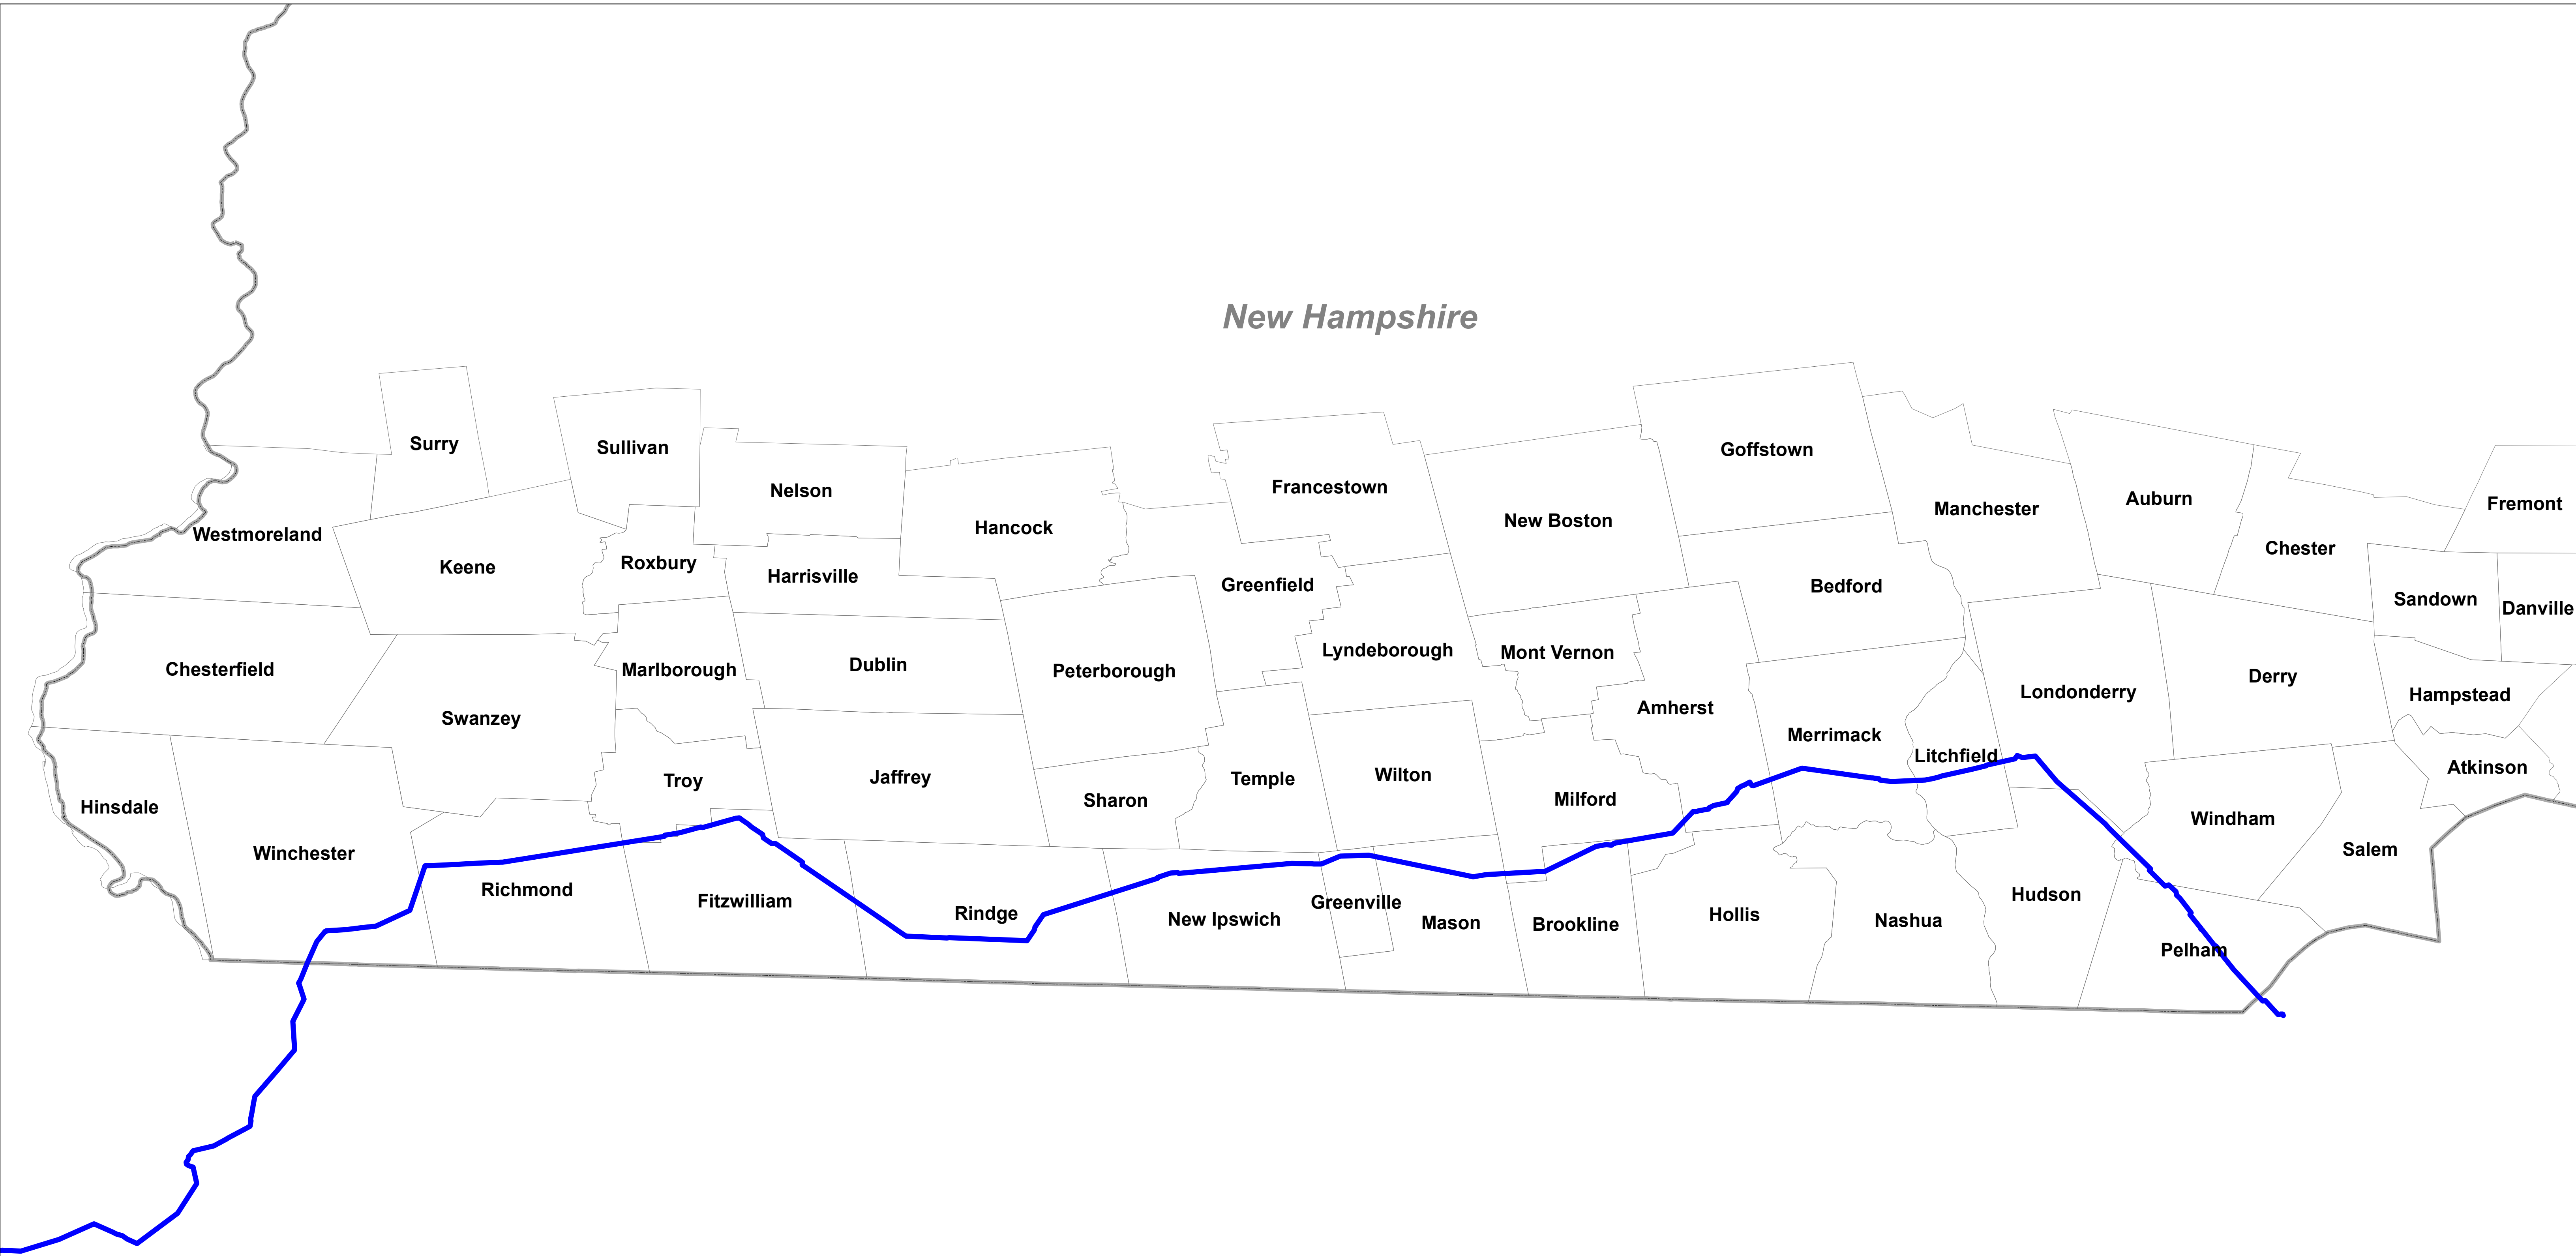 New Hampshire
Surry
Sullivan
Goffstown
Nelson
Francestown
Manchester
Auburn
Fremont
Westmoreland
Hancock
New Boston
Chester
Keene
Roxbury
Harrisville
Greenfield
Bedford
Sandown
Danville
Chesterfield
Marlborough
Dublin
Peterborough
Lyndeborough
Mont Vernon
Londonderry
Derry
Hampstead
Swanzey
Amherst
Merrimack
Litchfield
Atkinson
Hinsdale
Troy
Jaffrey
Sharon
Temple
Wilton
Milford
Windham
Salem
Winchester
Richmond
Fitzwilliam
Rindge
New Ipswich
Greenville
Mason
Brookline
Hollis
Nashua
Hudson
Pelham